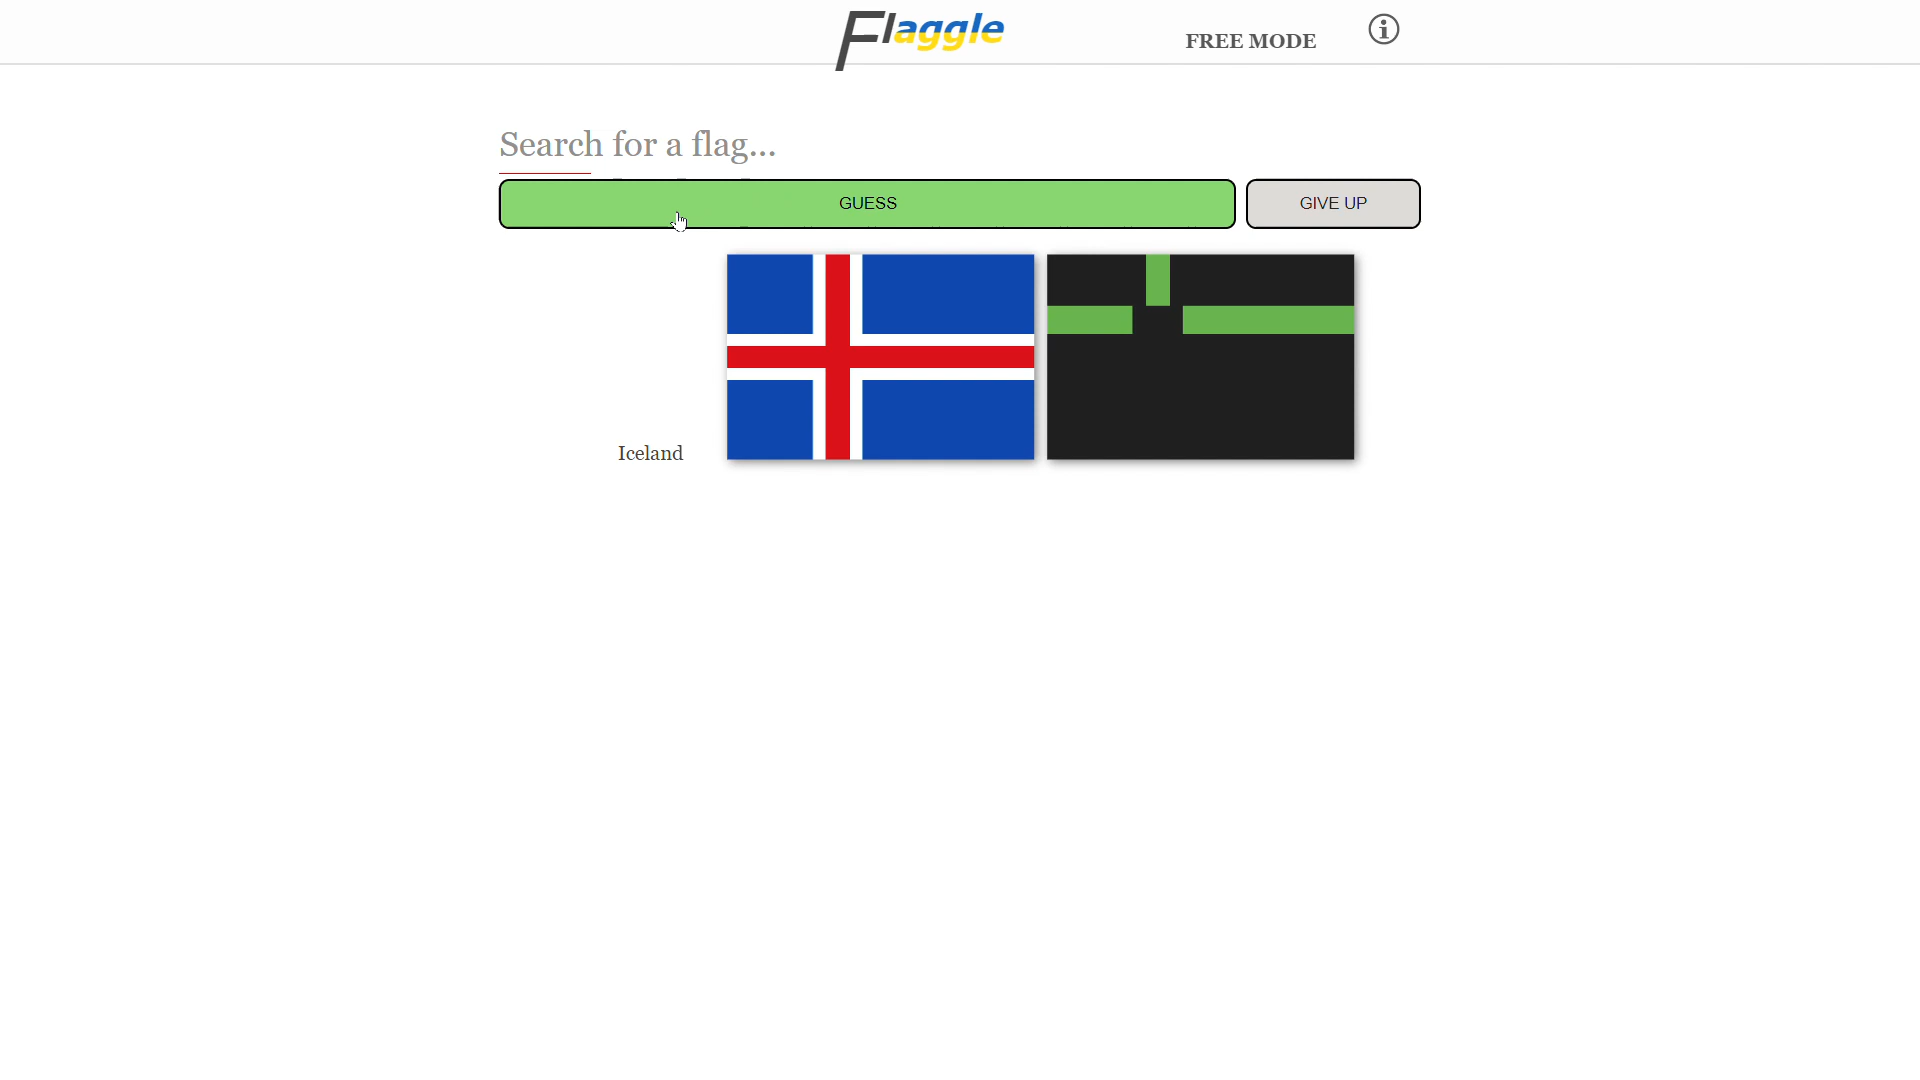 Flaggle
FREE MODE
Search for a flag...
GUESS
GIVE UP
Iceland